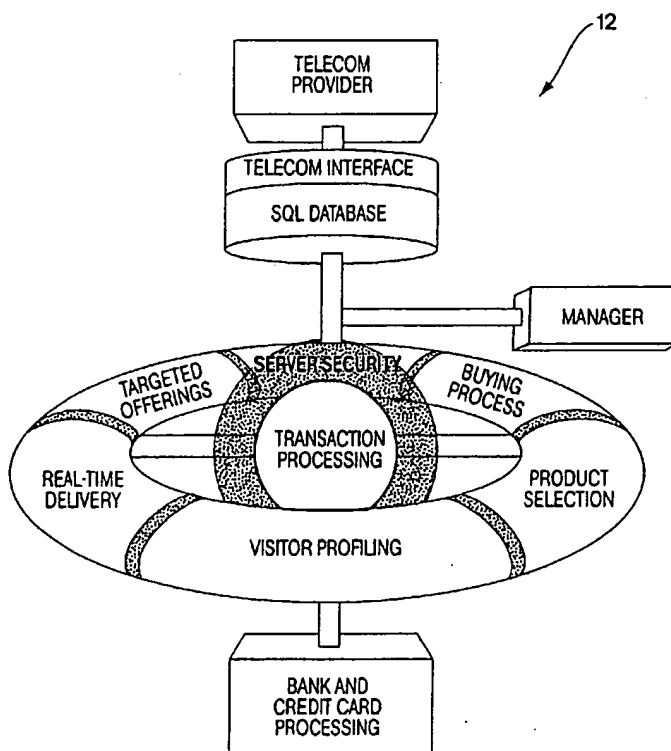 12
TELECOM
PROVIDER
TELECOM INTERFACE
SQL DATABASE
MANAGER
SERVER SECURITY
TARGETED
OFFERINGS
BUYING
PROCESS
TRANSACTION
PROCESSING
REAL-TIME
DELIVERY
PRODUCT
SELECTION
VISITOR PROFILING
BANK AND
CREDIT CARD
PROCESSING